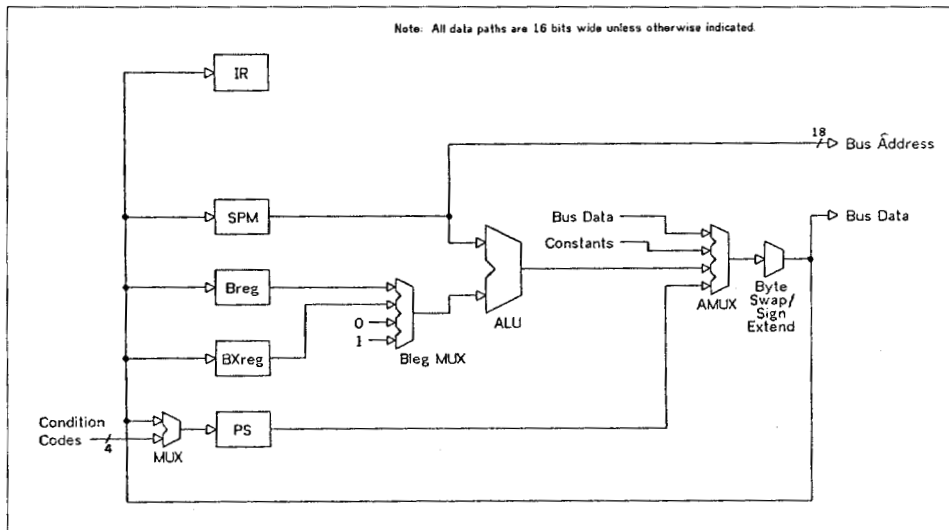 Note: All data paths are 16 bits wide unless otherwise indicated.
IR
18
Bus Address
SPM
Bus Data
Bus Data
Constants
Breg
ALU
AMUX
Byte
Swap/
Sign
Extend
0
1
Bleg MUX
BXreg
Condition
Codes
4
MUX
PS